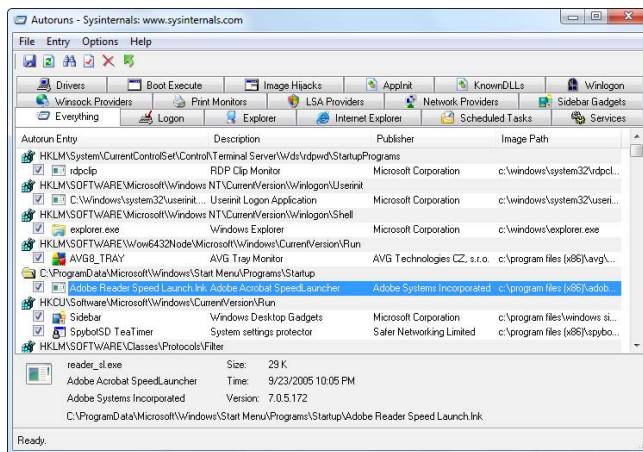 Autoruns - Sysinternals: www.sysinternals.com
File Entry Options Help
Drivers Boot Execute Image Hijacks AppInit KnownDLLs Winlogon
Winsock Providers Print Monitors LSA Providers Network Providers Sidebar Gadgets
Everything Logon Explorer Internet Explorer Scheduled Tasks Services
Autorun Entry Description Publisher Image Path
HKLM\System\CurrentControlSet\Control\Terminal Server\Wds\rdpwd\StartupPrograms
rdpclip RDP Clip Monitor Microsoft Corporation c:\windows\system32\rdpcl...
HKLM\SOFTWARE\Microsoft\Windows NT\CurrentVersion\Winlogon\Userinit
C:\Windows\system32\userinit.... Userinit Logon Application Microsoft Corporation c:\windows\system32\useri...
HKLM\SOFTWARE\Microsoft\Windows NT\CurrentVersion\Winlogon\Shell
explorer.exe Windows Explorer Microsoft Corporation c:\windows\explorer.exe
HKLM\SOFTWARE\Wow6432Node\Microsoft\Windows\CurrentVersion\Run
AVG8_TRAY AVG Tray Monitor AVG Technologies CZ, s.r.o. c:\program files (x86)\avg\...
C:\ProgramData\Microsoft\Windows\Start Menu\Programs\Startup
Adobe Reader Speed Launch.lnk Adobe Acrobat SpeedLauncher Adobe Systems Incorporated c:\program files (x86)\adob...
HKCU\Software\Microsoft\Windows\CurrentVersion\Run
Sidebar Windows Desktop Gadgets Microsoft Corporation c:\program files\windows si...
SpybotSD TeaTimer System settings protector Safer Networking Limited c:\program files (x86)\spybo...
HKLM\SOFTWARE\Classes\Protocols\Filter
reader_sl.exe Size: 29 K
Adobe Acrobat SpeedLauncher Time: 9/23/2005 10:05 PM
Adobe Systems Incorporated Version: 7.0.5.172
C:\ProgramData\Microsoft\Windows\Start Menu\Programs\Startup\Adobe Reader Speed Launch.lnk
Ready.